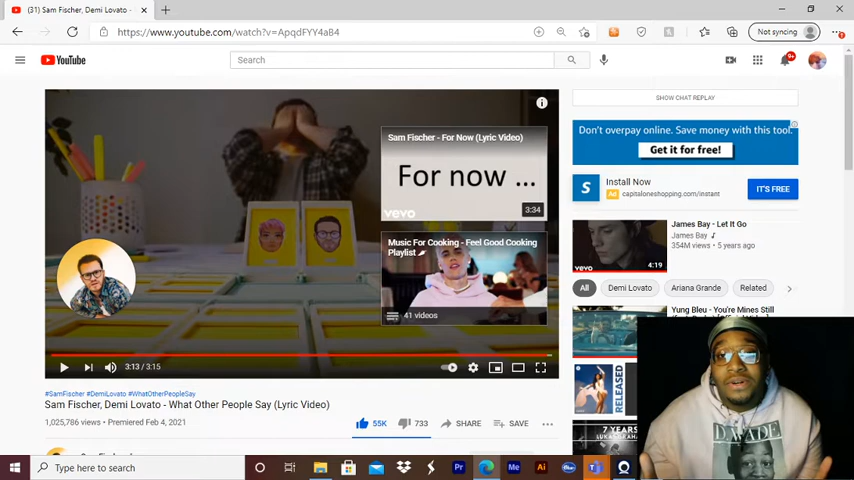 (31) Sam Fischer, Demi Lovato -
https://www.youtube.com/watch?v=ApqdFYY4aB4
Not syncing
YouTube
Search
9+
SHOW CHAT REPLAY
Sam Fischer - For Now (Lyric Video)
For now ...
vevo
3:34
Music For Cooking - Feel Good Cooking
Playlist
41 videos
3:13 / 3:15
Don't overpay online. Save money with this tool.
Get it for free!
S
Install Now
Ad
capitaloneshopping.com/instant
IT'S FREE
James Bay - Let It Go
James Bay
354M views • 5 years ago
vevo
4:19
All
Demi Lovato
Ariana Grande
Related
Yung Bleu - You're Mines Still
RELEASED
7 YEARS
D.WADE
#SamFischer #DemiLovato #WhatOtherPeopleSay
Sam Fischer, Demi Lovato - What Other People Say (Lyric Video)
1,025,786 views • Premiered Feb 4, 2021
55K
733
SHARE
SAVE
Type here to search
Pr
Me
Ai